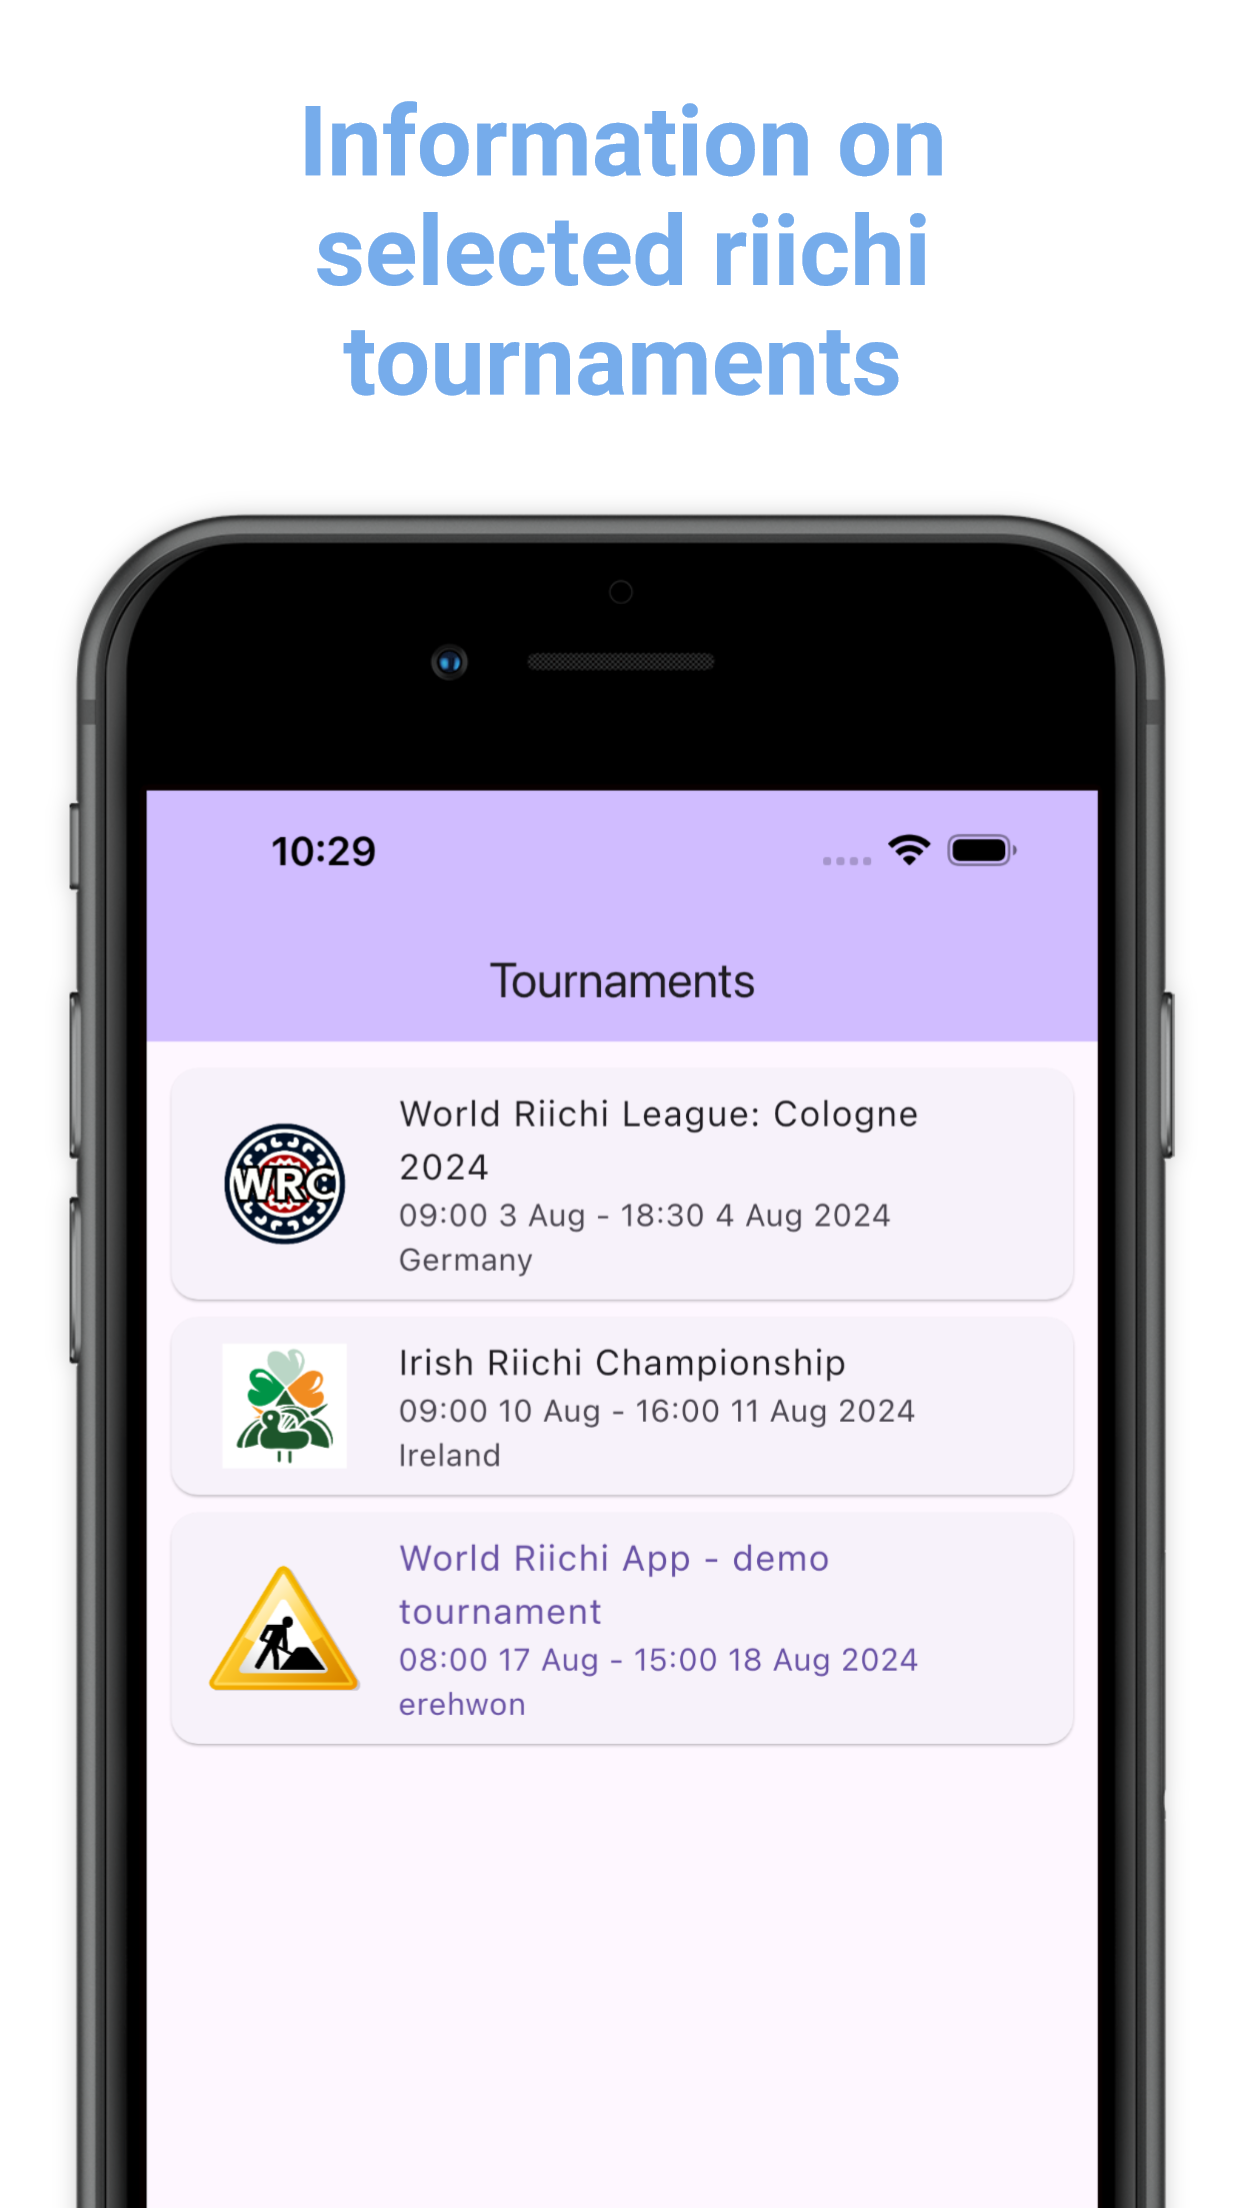 Information on
selected riichi
tournaments
10:29
Tournaments
World Riichi League: Cologne
2024
09:00 3 Aug - 18:30 4 Aug 2024
Germany
WRC
Irish Riichi Championship
09:00 10 Aug - 16:00 11 Aug 2024
Ireland
World Riichi App - demo
tournament
08:00 17 Aug - 15:00 18 Aug 2024
erehwon